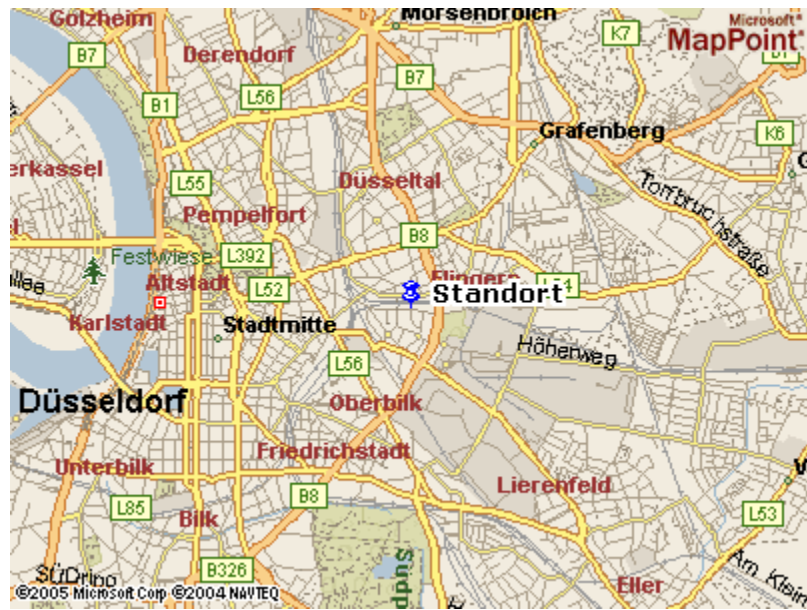 Golzheim
Mörsenbroich
Microsoft®
MapPoint®
B7
Derendorf
K7
B7
B1
L56
Grafenberg
K6
erkassel
L55
Düsseltal
Torfbruchstraße
Pempelfort
B8
Festwiese
L392
Altstadt
L52
Flingern
Standort
Karlstadt
Stadtmitte
Höherweg
L56
Düsseldorf
Oberbilk
Friedrichstadt
Unterbilk
Lierenfeld
B8
L85
Bilk
L53
B326
Eller
©2005 Microsoft Corp ©2004 NAVTEQ